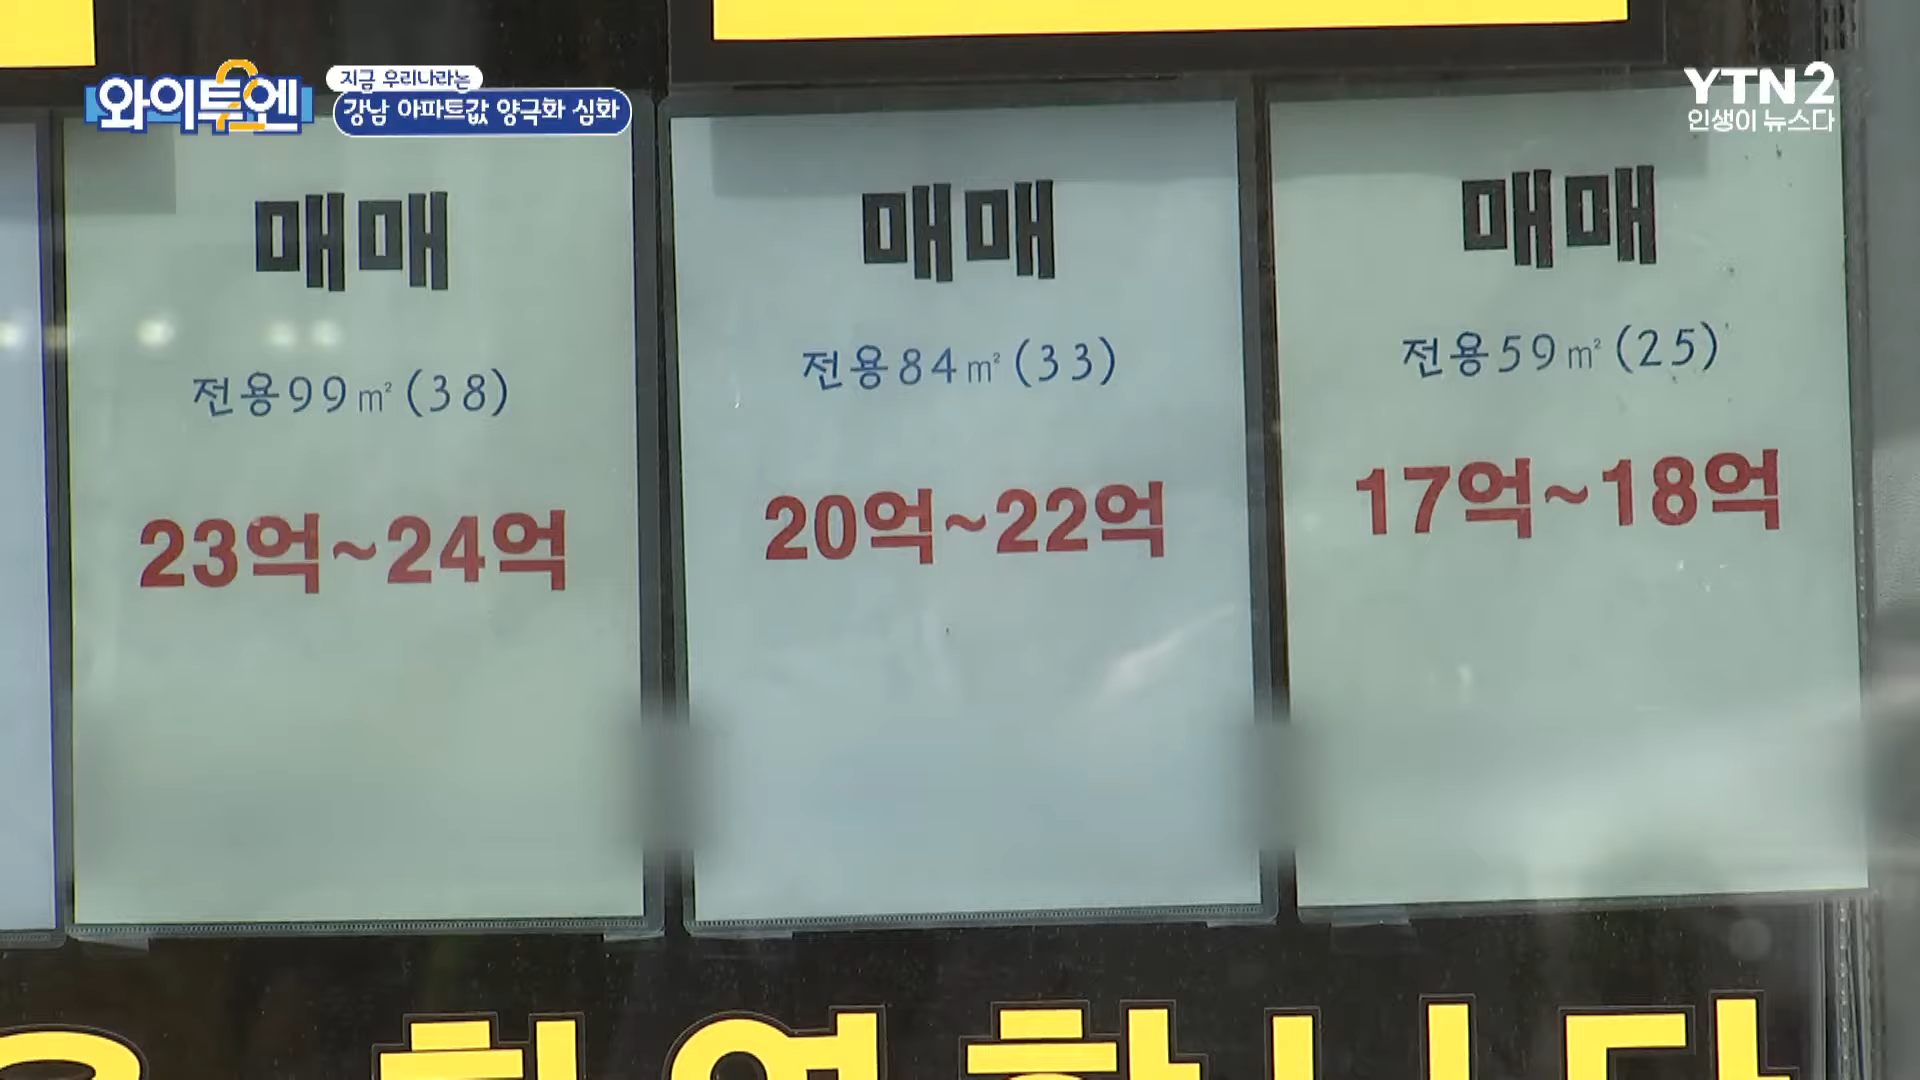 와이투엔
지금 우리나라는
강남 아파트값 양극화 심화
YTN2
인생이 뉴스다
매매
전용99㎡(38)
23억~24억
매매
전용84㎡(33)
20억~22억
매매
전용59㎡(25)
17억~18억